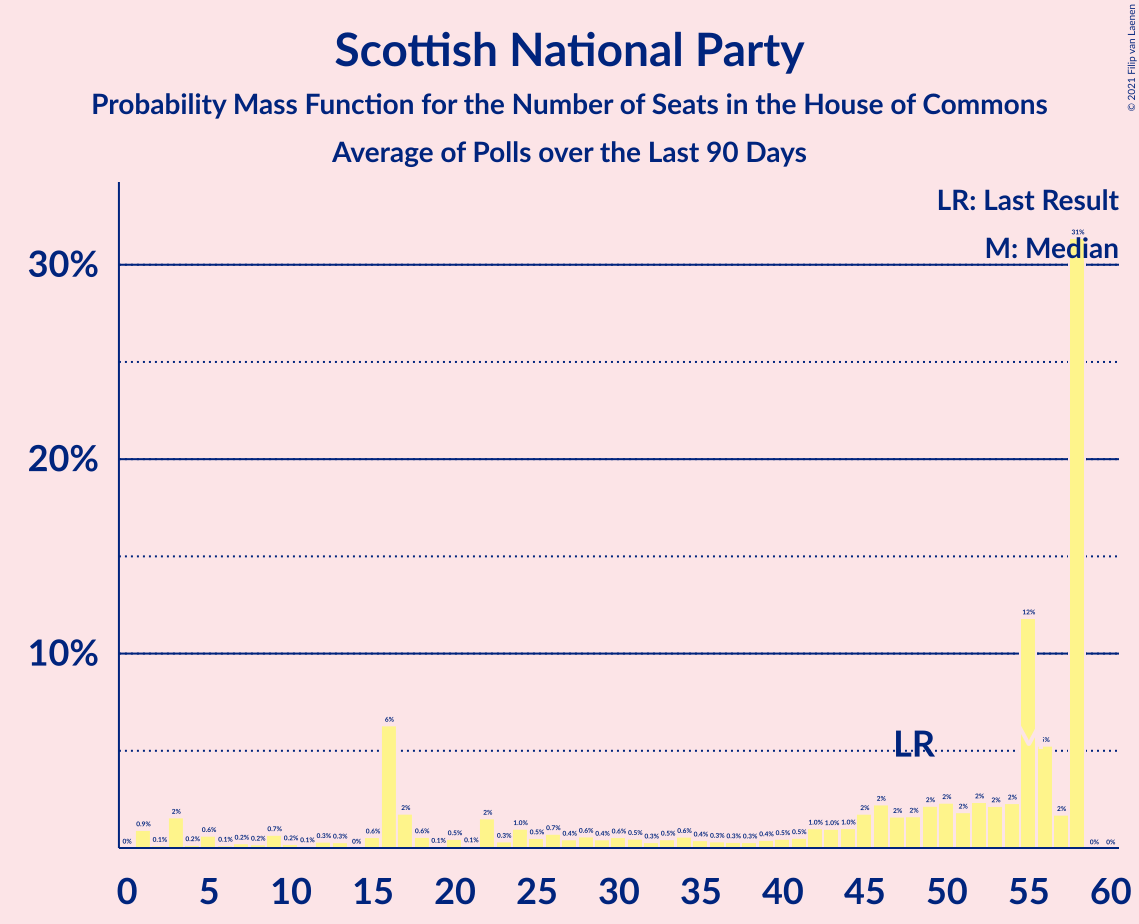 Scottish National Party
Probability Mass Function for the Number of Seats in the House of Commons
Average of Polls over the Last 90 Days
© 2021 Filip van Laenen
LR: Last Result
M: Median
30%
20%
10%
0% 0.9% 0.1% 2% 0.2% 0.6% 0.1% 0.2% 0.2% 0.7% 0.2% 0.1% 0.3% 0.3% 0% 0.6% 6% 2% 0.6% 0.1% 0.5% 0.1% 2% 0.3% 1.0% 0.5% 0.7% 0.4% 0.6% 0.4% 0.6% 0.5% 0.3% 0.5% 0.6% 0.4% 0.3% 0.3% 0.3% 0.4% 0.5% 0.5% 1.0% 1.0% 1.0% 2% 2% 2% 2% 2% 2% 2% 2% 2% 2% 12% 2% 31% 0% 0%
LR
M
0 5 10 15 20 25 30 35 40 45 50 55 60